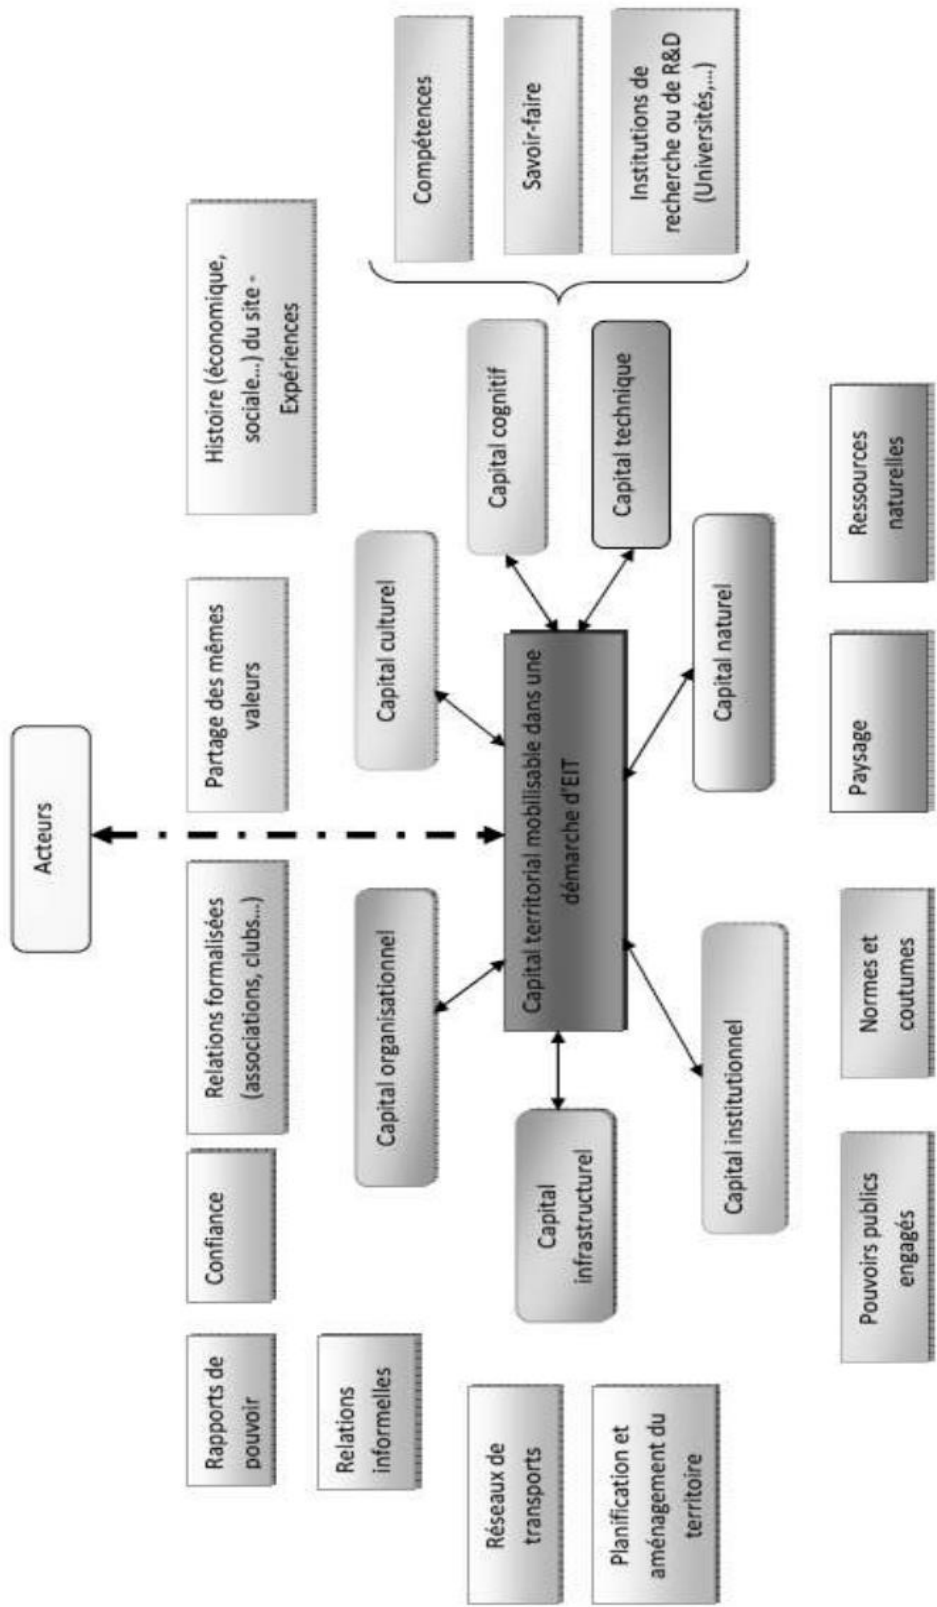 Acteurs
Rapports de
pouvoir
Confiance
Relations formalisées
(associations, clubs...)
Partage des mêmes
valeurs
Histoire (économique,
sociale...) du site -
Expériences
Relations
informelles
Capital organisationnel
Capital culturel
Compétences
Savoir-faire
Institutions de
recherche ou de R&D
(Universités,...)
Réseaux de
transports
Planification et
aménagement du
territoire
Capital
infrastructurel
Capital territorial mobilisable dans une
démarche d'EIT
Capital cognitif
Capital technique
Capital institutionnel
Capital naturel
Pouvoirs publics
engagés
Normes et
coutumes
Paysage
Ressources
naturelles